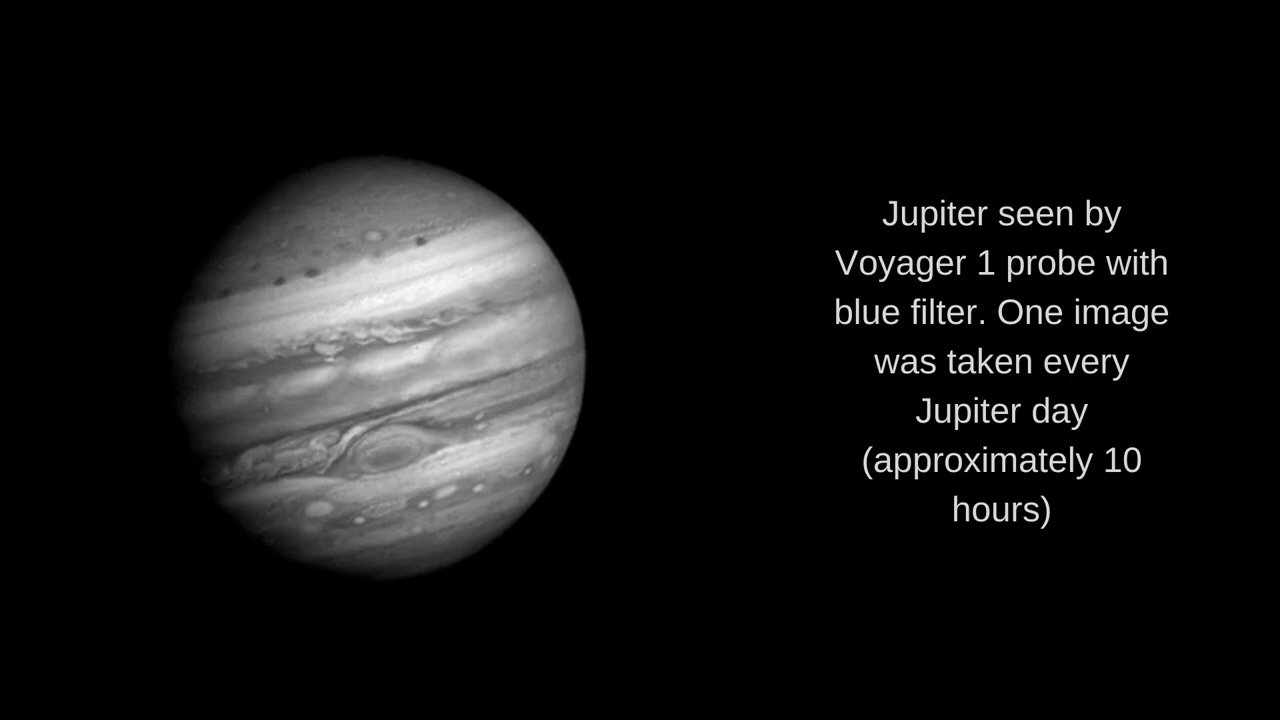 Jupiter seen by
Voyager 1 probe with
blue filter. One image
was taken every
Jupiter day
(approximately 10
hours)